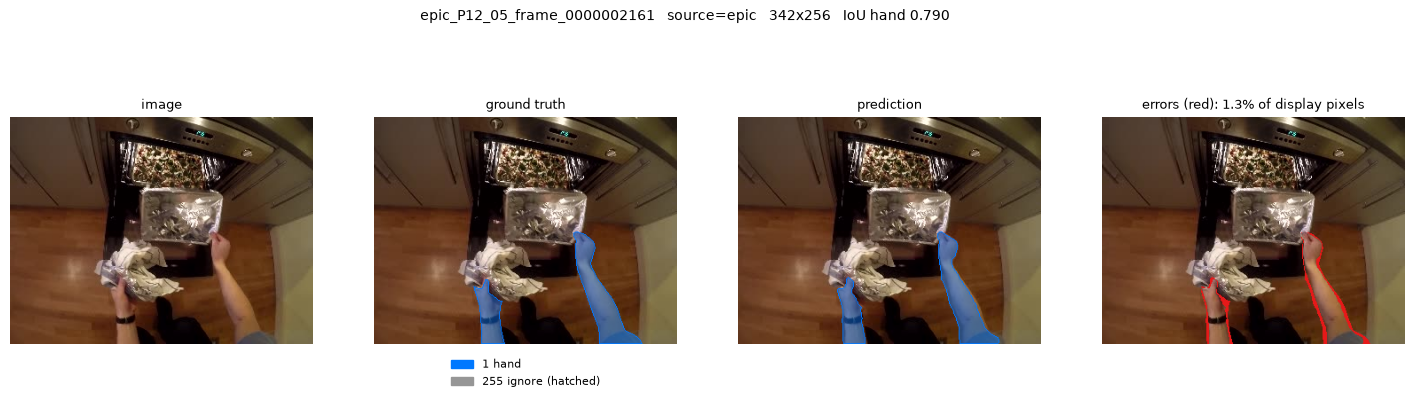 epic_P12_05_frame_0000002161 source=epic 342x256 IoU hand 0.790
image
ground truth
prediction
errors (red): 1.3% of display pixels
1 hand
255 ignore (hatched)